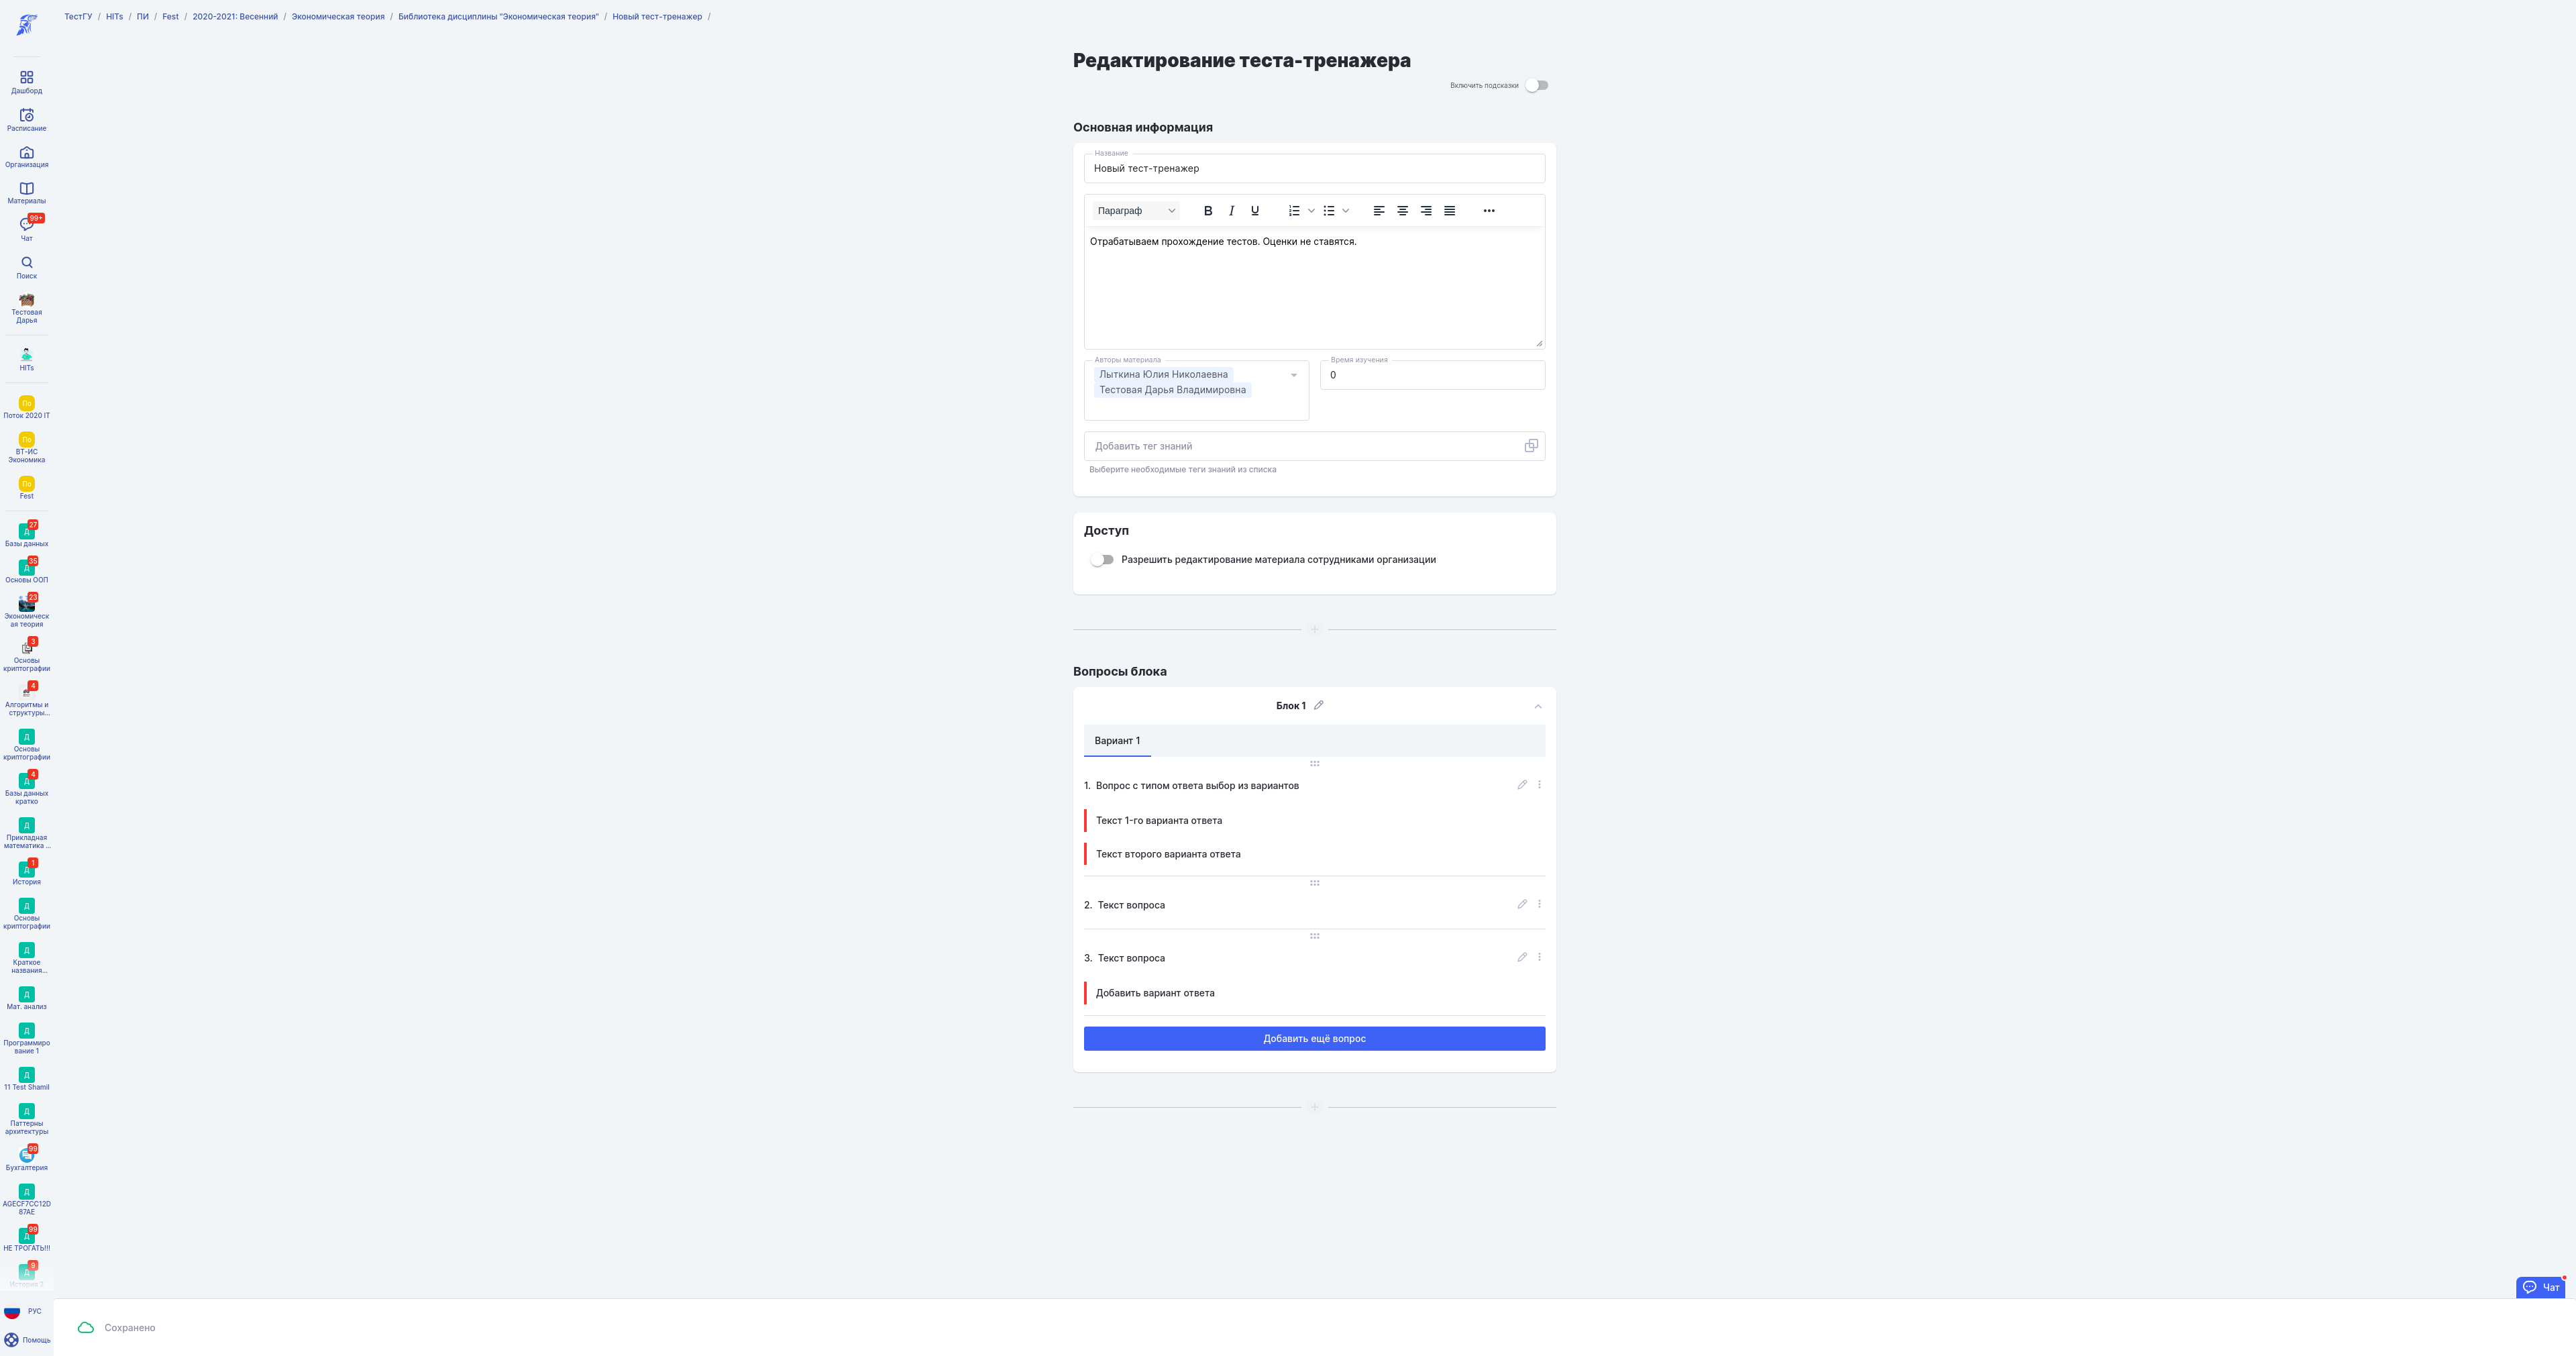 ТестГУ / HITs / ПИ / Fest / 2020-2021: Весенний / Экономическая теория / Библиотека дисциплины "Экономическая теория" / Новый тест-тренажер /
Дашборд
Расписание
Организация
Материалы
99+
Чат
Поиск
Тестовая
Дарья
HITs
По
Поток 2020 IT
По
ВТ-ИС
Экономика
По
Fest
27
Д
Базы данных
35
Д
Основы ООП
23
Экономическ
ая теория
3
Основы
криптографии
4
Алгоритмы и
структуры...
Д
Основы
криптографии
4
Д
Базы данных
кратко
Д
Прикладная
математика ...
1
Д
История
Д
Основы
криптографии
Д
Краткое
названия...
Д
Мат. анализ
Д
Программиро
вание 1
Д
11 Test Shamil
Д
Паттерны
архитектуры
99
Бухгалтерия
Д
AGECF7CC12D
87AE
99
Д
НЕ ТРОГАТЬ!!!
9
Д
История 2
РУС
Помощь
Редактирование теста-тренажера
Включить подсказки
Основная информация
Название
Новый тест-тренажер
Параграф B I U
Отрабатываем прохождение тестов. Оценки не ставятся.
Авторы материала
Лыткина Юлия Николаевна
Тестовая Дарья Владимировна
Время изучения
0
Добавить тег знаний
Выберите необходимые теги знаний из списка
Доступ
Разрешить редактирование материала сотрудниками организации
Вопросы блока
Блок 1
Вариант 1
1. Вопрос с типом ответа выбор из вариантов
Текст 1-го варианта ответа
Текст второго варианта ответа
2. Текст вопроса
3. Текст вопроса
Добавить вариант ответа
Добавить ещё вопрос
Чат
Сохранено